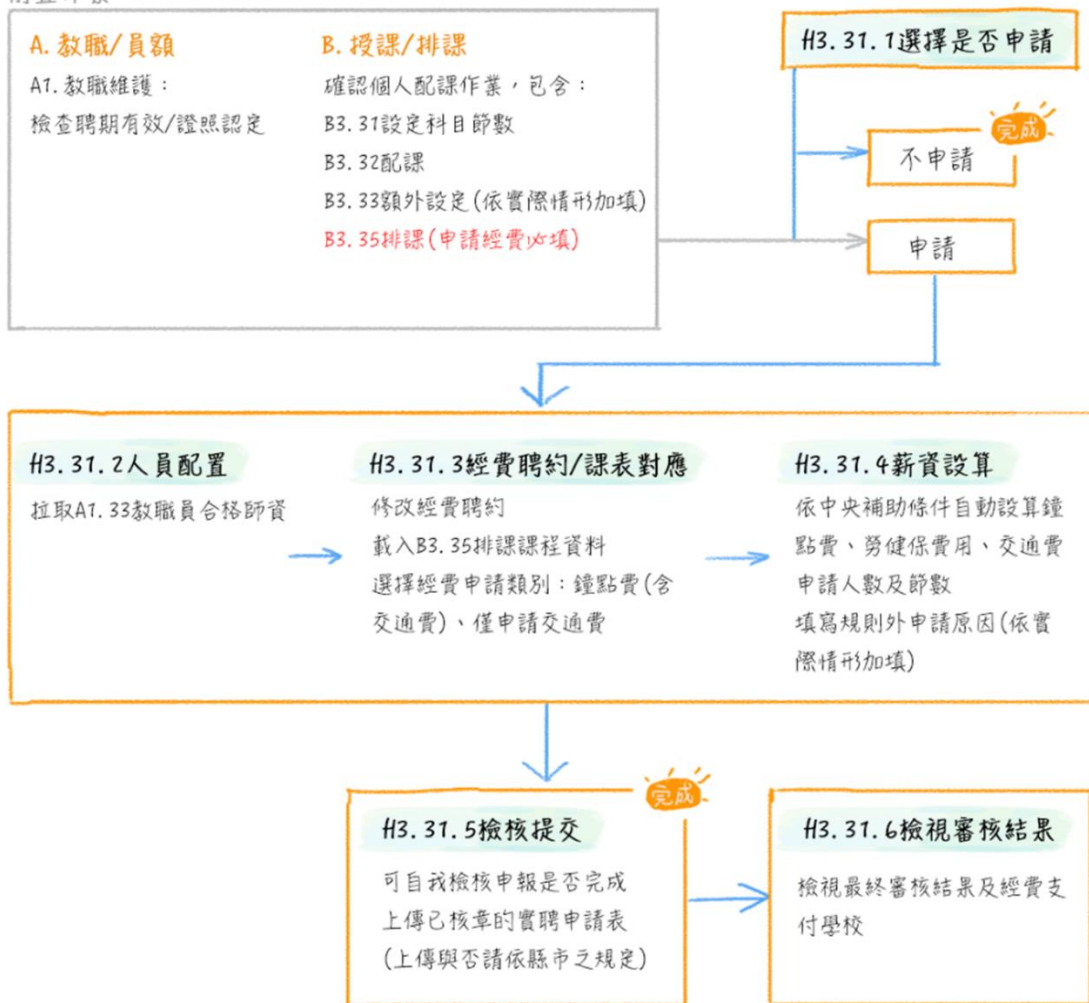 A. 教職/員額
A1. 教職維護：
檢查聘期有效/證照認定
B. 授課/排課
確認個人配課作業，包含：
B3.31設定科目節數
B3.32配課
B3.33額外設定(依實際情形加填)
B3.35排課(申請經費必填)
H3.31.1選擇是否申請
完成
不申請
申請
H3.31.2人員配置
拉取A1.33教職員合格師資
H3.31.3經費聘約/課表對應
修改經費聘約
載入B3.35排課課程資料
選擇經費申請類別：鐘點費(含
交通費)、僅申請交通費
H3.31.4薪資設算
依中央補助條件自動設算鐘
點費、勞健保費用、交通費
申請人數及節數
填寫規則外申請原因(依實
際情形加填)
完成
H3.31.5檢核提交
可自我檢核申報是否完成
上傳已核章的實聘申請表
(上傳與否請依縣市之規定)
H3.31.6檢視審核結果
檢視最終審核結果及經費支
付學校